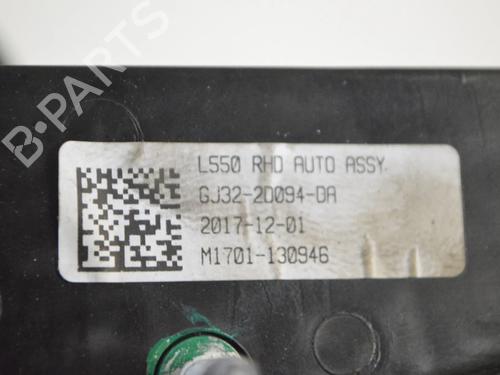 B-PARTS
L550 RHD AUTO ASSY
GJ32-2D094-DA
2017-12-01
M1701-130946